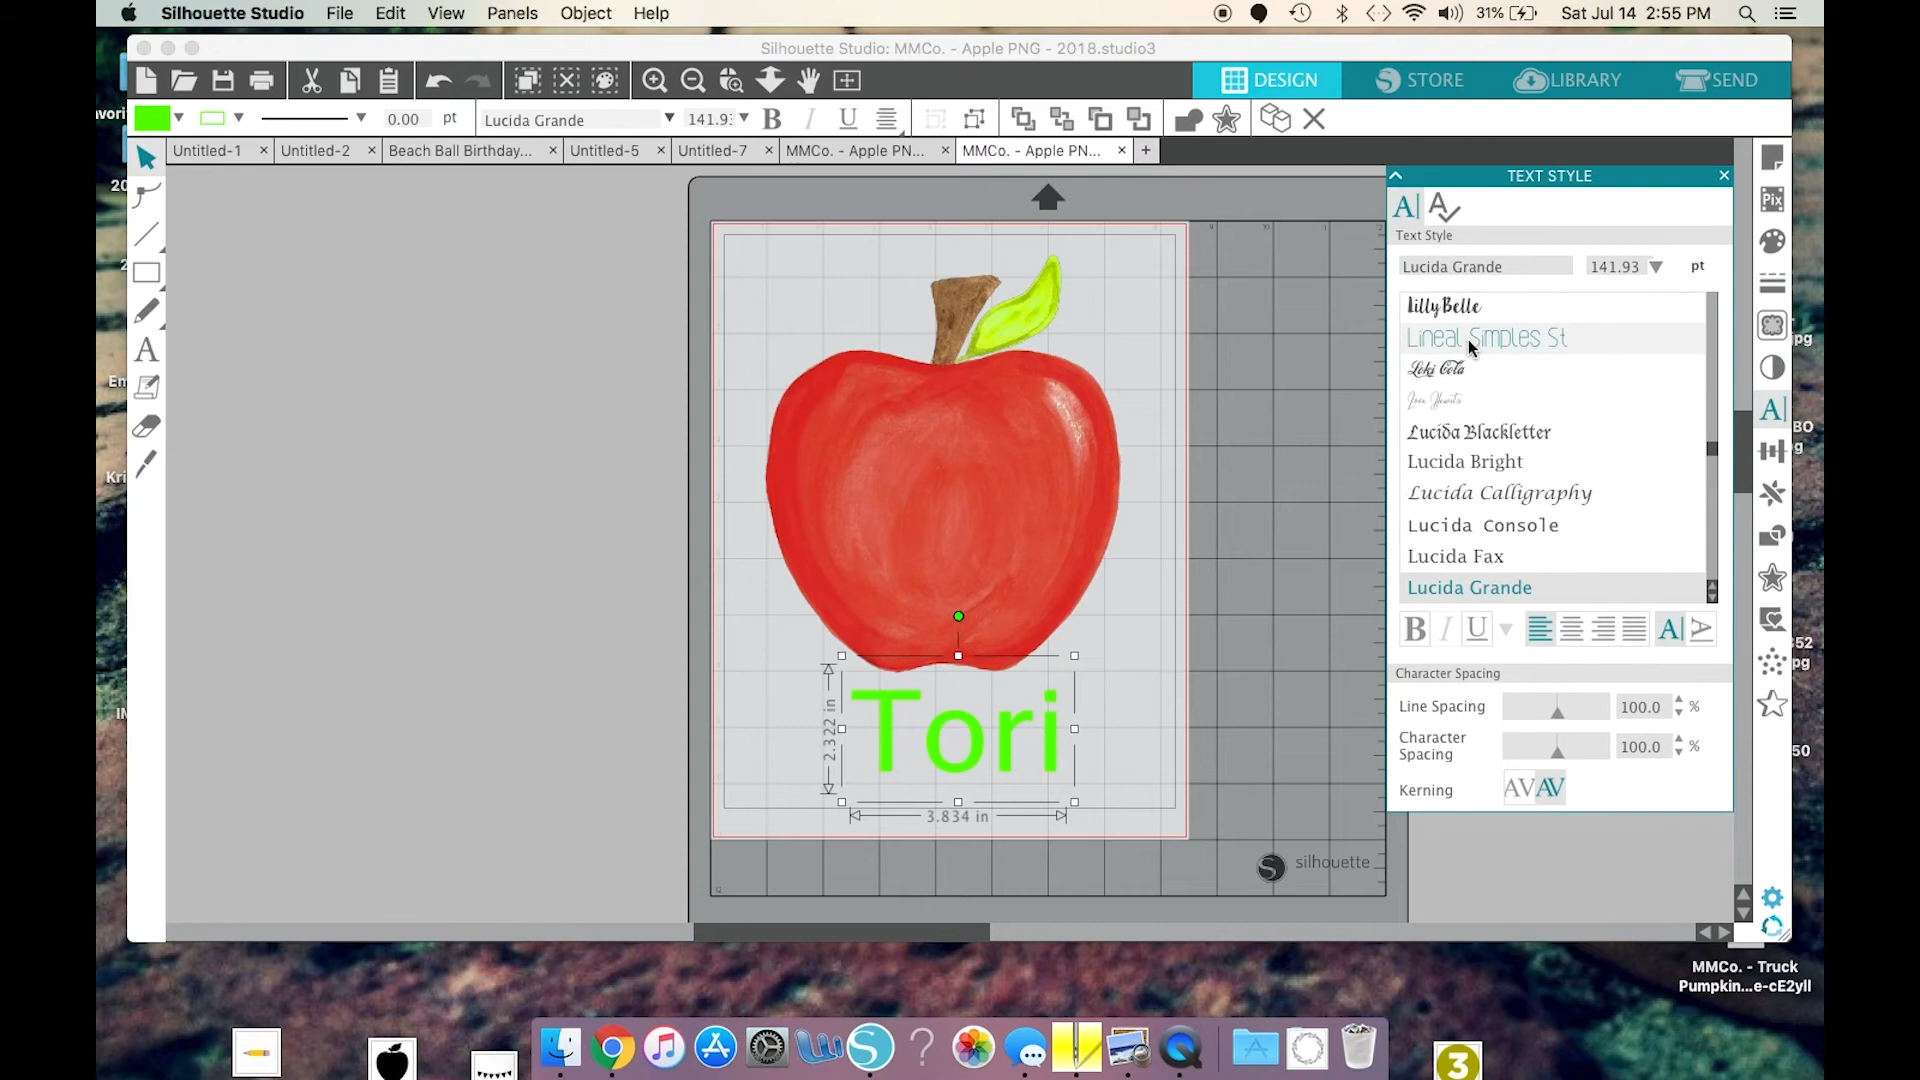 Silhouette Studio File Edit View Panels Object Help
31% Sat Jul 14 2:55 PM
Silhouette Studio: MMCo. - Apple PNG - 2018.studio3
DESIGN STORE LIBRARY SEND
0.00 pt Lucida Grande 141.9 B I U
Untitled-1 Untitled-2 Beach Ball Birthday... Untitled-5 Untitled-7 MMCo. - Apple PN... MMCo. - Apple PN... +
TEXT STYLE
Text Style
Lucida Grande 141.93 pt
Lilly Belle
Lineal Simples St
Loki Cola
Lucida Blackletter
Lucida Bright
Lucida Calligraphy
Lucida Console
Lucida Fax
Lucida Grande
B I U
Character Spacing
Line Spacing 100.0 %
Character
Spacing 100.0 %
Kerning AV AV
Tori
2.322 in
3.834 in
silhouette
Pix
MMCo. - Truck
Pumpkin...e-cE2yll
3